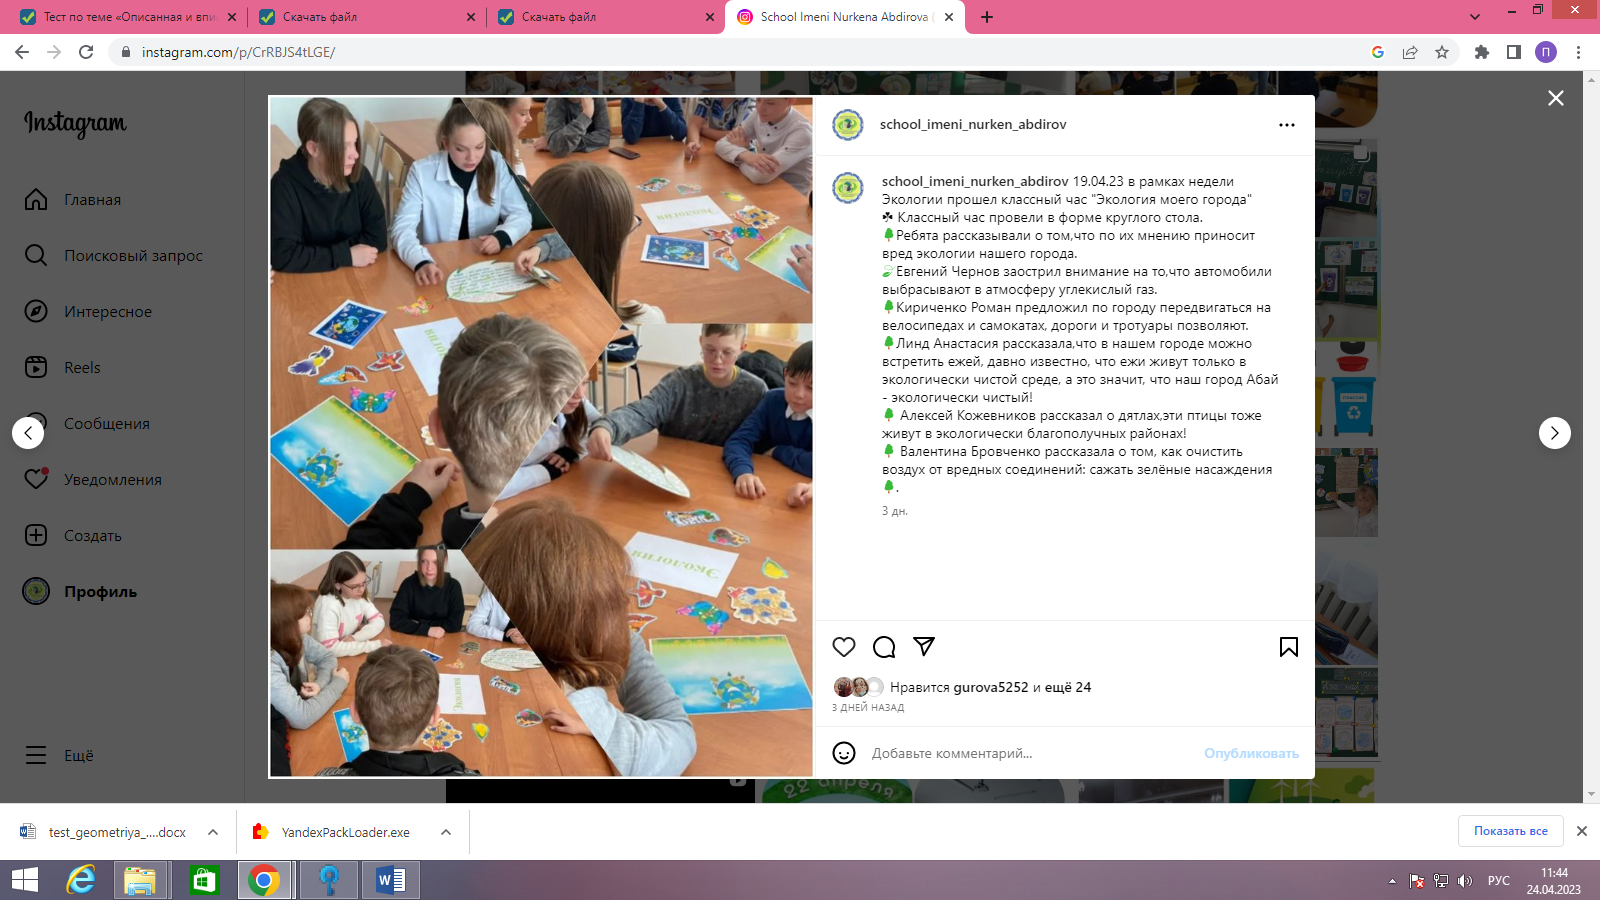 Тест по теме «Описанная и впи
Скачать файл
Скачать файл
School Imeni Nurkena Abdirova (
instagram.com/p/CrRBJS4tLGE/
П
Instagram
Главная
Поисковый запрос
Интересное
Reels
Сообщения
Уведомления
Создать
Профиль
Ещё
school_imeni_nurken_abdirov
school_imeni_nurken_abdirov 19.04.23 в рамках недели
Экологии прошел классный час "Экология моего города"
☘ Классный час провели в форме круглого стола.
🌳Ребята рассказывали о том,что по их мнению приносит
вред экологии нашего города.
🍃Евгений Чернов заострил внимание на то,что автомобили
выбрасывают в атмосферу углекислый газ.
🌳Кириченко Роман предложил по городу передвигаться на
велосипедах и самокатах, дороги и тротуары позволяют.
🌳Линд Анастасия рассказала,что в нашем городе можно
встретить ежей, давно известно, что ежи живут только в
экологически чистой среде, а это значит, что наш город Абай
- экологически чистый!
🌳 Алексей Кожевников рассказал о дятлах,эти птицы тоже
живут в экологически благополучных районах!
🌳 Валентина Бровченко рассказала о том, как очистить
воздух от вредных соединений: сажать зелёные насаждения
🌳.
3 дн.
Нравится gurova5252 и ещё 24
3 ДНЕЙ НАЗАД
Добавьте комментарий...
Опубликовать
Экология
Экология
Экология
22 апреля
test_geometriya_....docx
YandexPackLoader.exe
Показать все
РУС
11:44
24.04.2023